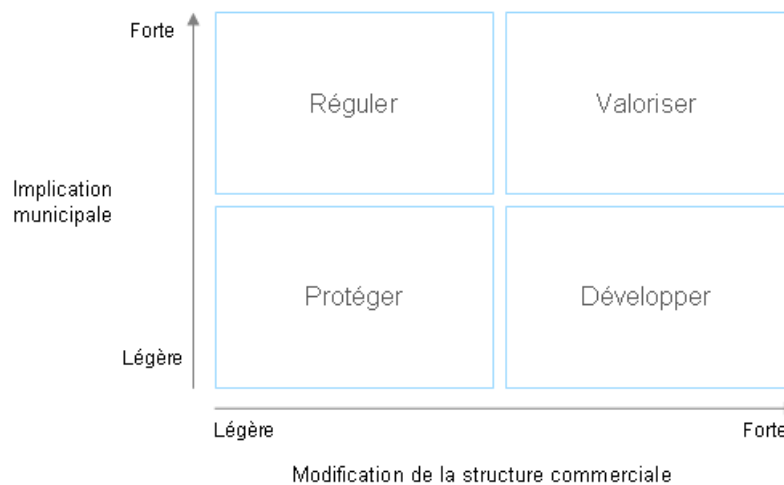 Forte
Réguler
Valoriser
Implication
municipale
Protéger
Développer
Légère
Légère
Forte
Modification de la structure commerciale